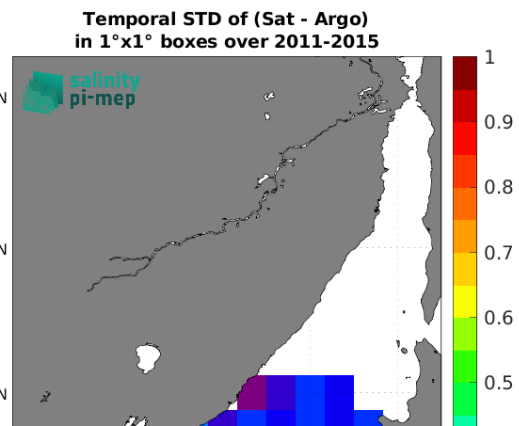 Temporal STD of (Sat - Argo)
in 1°x1° boxes over 2011-2015
salinity
pi-mep
N
N
N
1
0.9
0.8
0.7
0.6
0.5